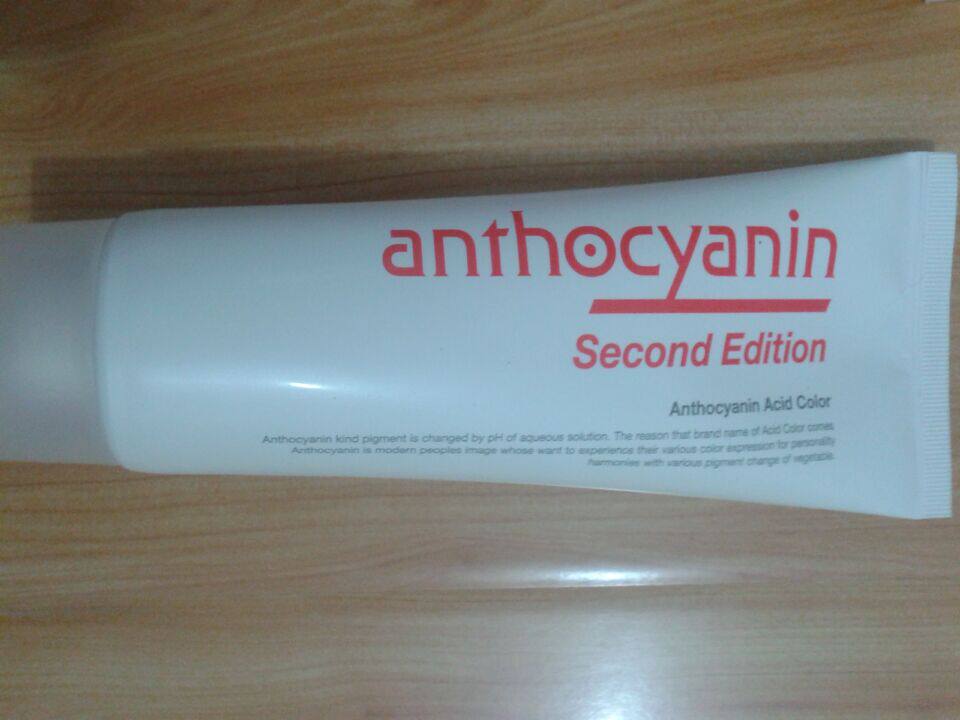 anthocyanin
Second Edition
Anthocyanin Acid Color
Anthocyanin kind pigment is changed by pH of aqueous solution. The reason that brand name of Acid Color comes
Anthocyanin is modern peoples image whose want to experience their various color expression for personality
harmonies with various pigment change of vegetable.